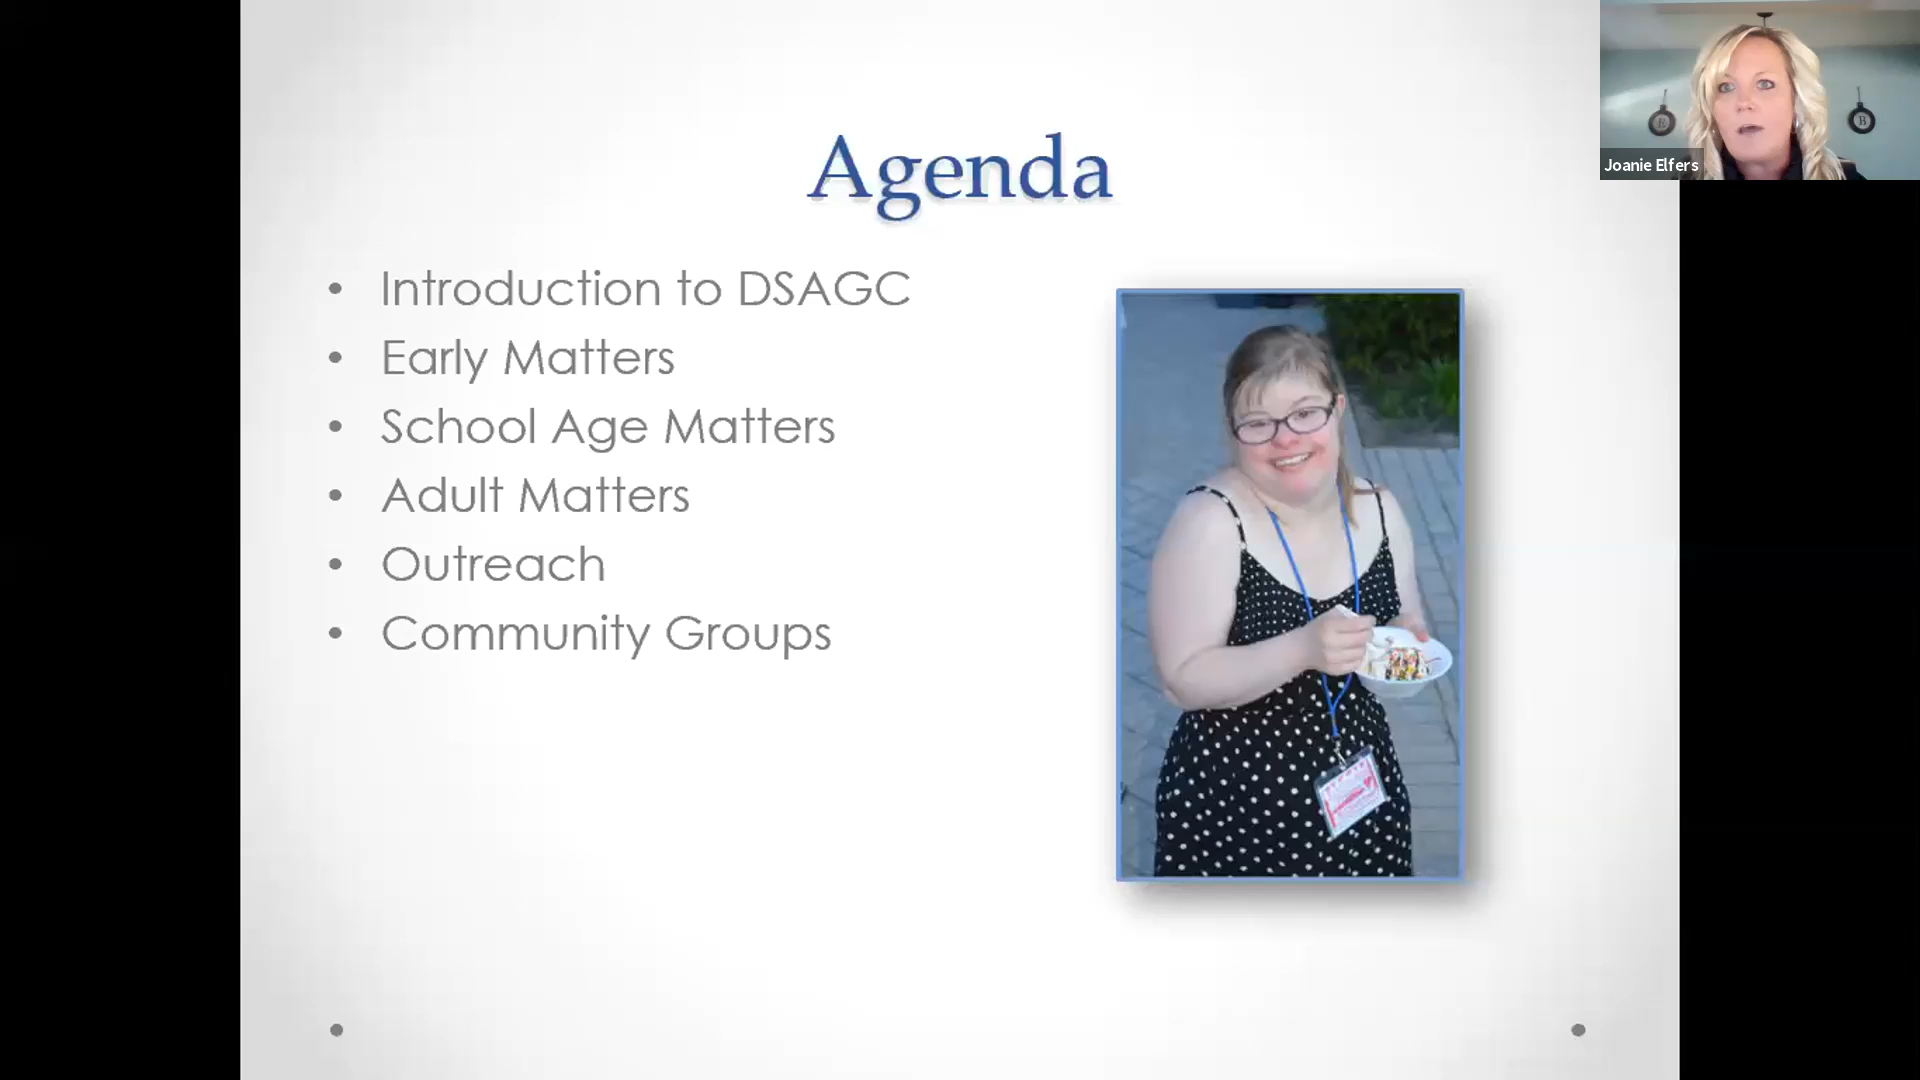 Agenda
• Introduction to DSAGC
• Early Matters
• School Age Matters
• Adult Matters
• Outreach
• Community Groups
Joanie Elfers
B